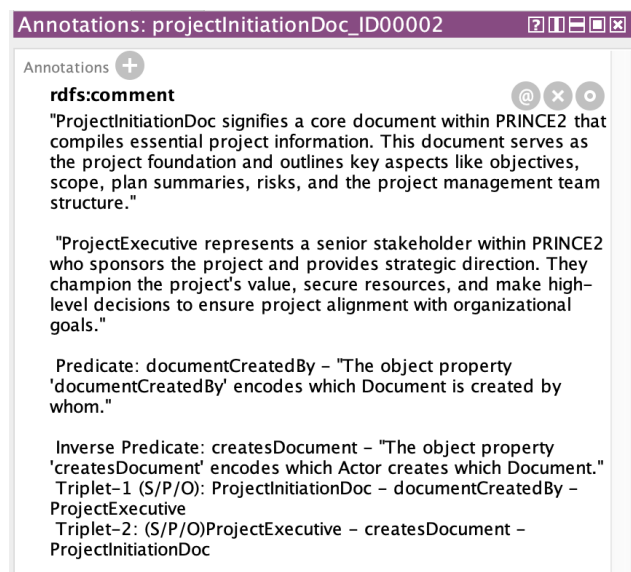 Annotations: projectInitiationDoc_ID00002
Annotations
rdfs:comment
"ProjectInitiationDoc signifies a core document within PRINCE2 that
compiles essential project information. This document serves as
the project foundation and outlines key aspects like objectives,
scope, plan summaries, risks, and the project management team
structure."
"ProjectExecutive represents a senior stakeholder within PRINCE2
who sponsors the project and provides strategic direction. They
champion the project's value, secure resources, and make high-
level decisions to ensure project alignment with organizational
goals."
Predicate: documentCreatedBy – "The object property
'documentCreatedBy' encodes which Document is created by
whom."
Inverse Predicate: createsDocument – "The object property
'createsDocument' encodes which Actor creates which Document."
Triplet-1 (S/P/O): ProjectInitiationDoc – documentCreatedBy –
ProjectExecutive
Triplet-2: (S/P/O)ProjectExecutive – createsDocument –
ProjectInitiationDoc